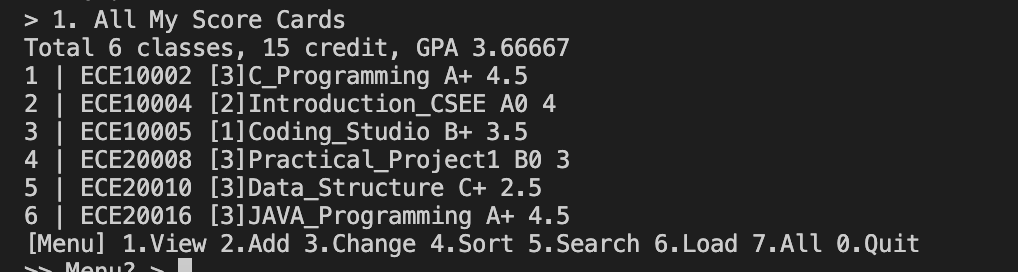 > 1. All My Score Cards
Total 6 classes, 15 credit, GPA 3.66667
1 | ECE10002 [3]C_Programming A+ 4.5
2 | ECE10004 [2]Introduction_CSEE A0 4
3 | ECE10005 [1]Coding_Studio B+ 3.5
4 | ECE20008 [3]Practical_Project1 B0 3
5 | ECE20010 [3]Data_Structure C+ 2.5
6 | ECE20016 [3]JAVA_Programming A+ 4.5
[Menu] 1.View 2.Add 3.Change 4.Sort 5.Search 6.Load 7.All 0.Quit
>> Menu? >